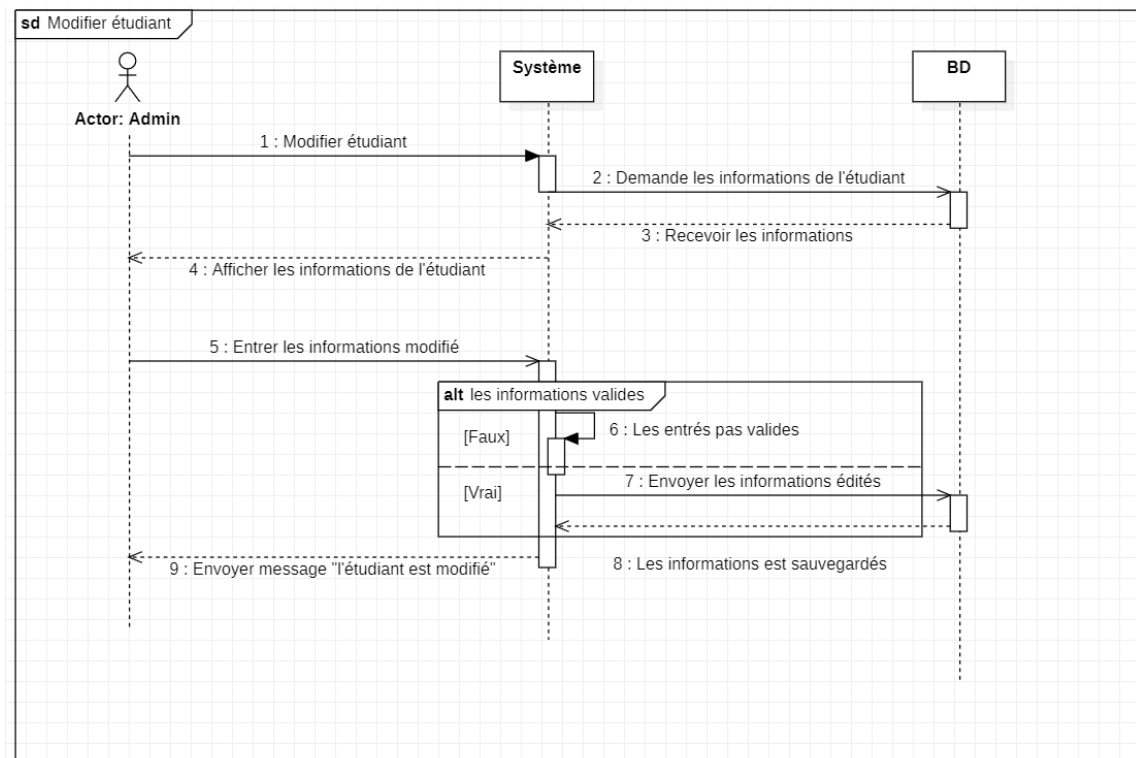 sd Modifier étudiant
Système
BD
Actor: Admin
1 : Modifier étudiant
2 : Demande les informations de l'étudiant
3 : Recevoir les informations
4 : Afficher les informations de l'étudiant
5 : Entrer les informations modifié
alt les informations valides
[Faux]
6 : Les entrés pas valides
[Vrai]
7 : Envoyer les informations édités
8 : Les informations est sauvegardés
9 : Envoyer message "l'étudiant est modifié"